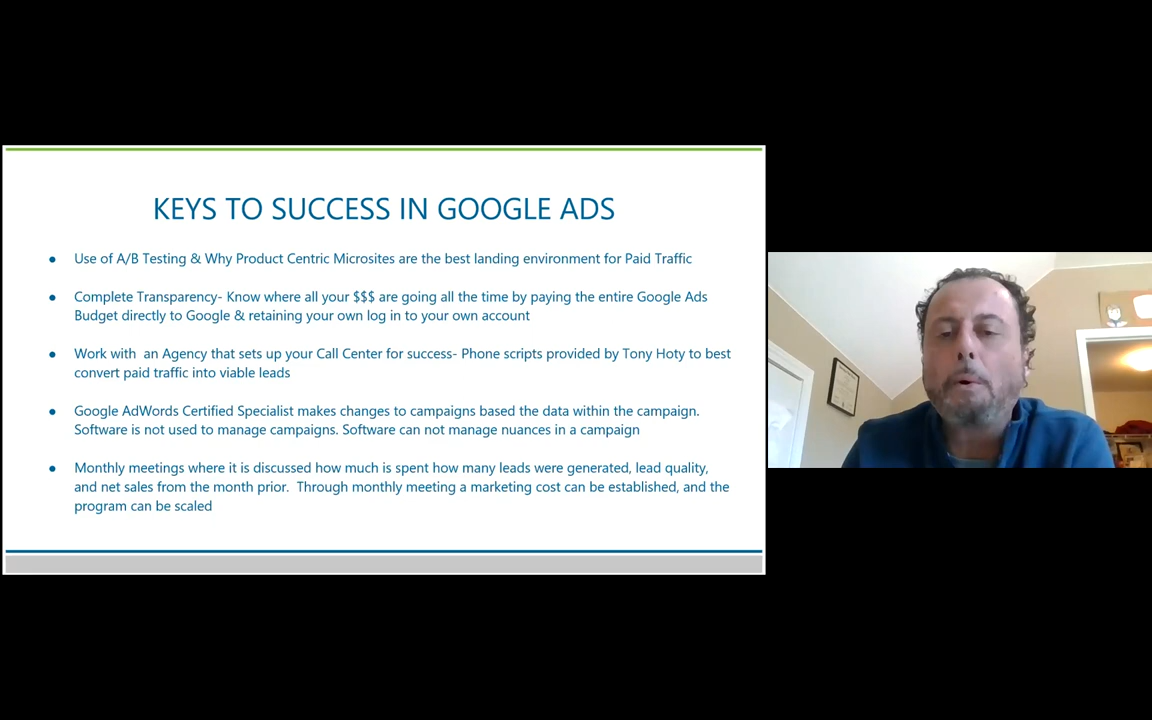 KEYS TO SUCCESS IN GOOGLE ADS
● Use of A/B Testing & Why Product Centric Microsites are the best landing environment for Paid Traffic
● Complete Transparency- Know where all your $$$ are going all the time by paying the entire Google Ads
Budget directly to Google & retaining your own log in to your own account
● Work with  an Agency that sets up your Call Center for success- Phone scripts provided by Tony Hoty to best
convert paid traffic into viable leads
● Google AdWords Certified Specialist makes changes to campaigns based the data within the campaign.
Software is not used to manage campaigns. Software can not manage nuances in a campaign
● Monthly meetings where it is discussed how much is spent how many leads were generated, lead quality,
and net sales from the month prior.  Through monthly meeting a marketing cost can be established, and the
program can be scaled